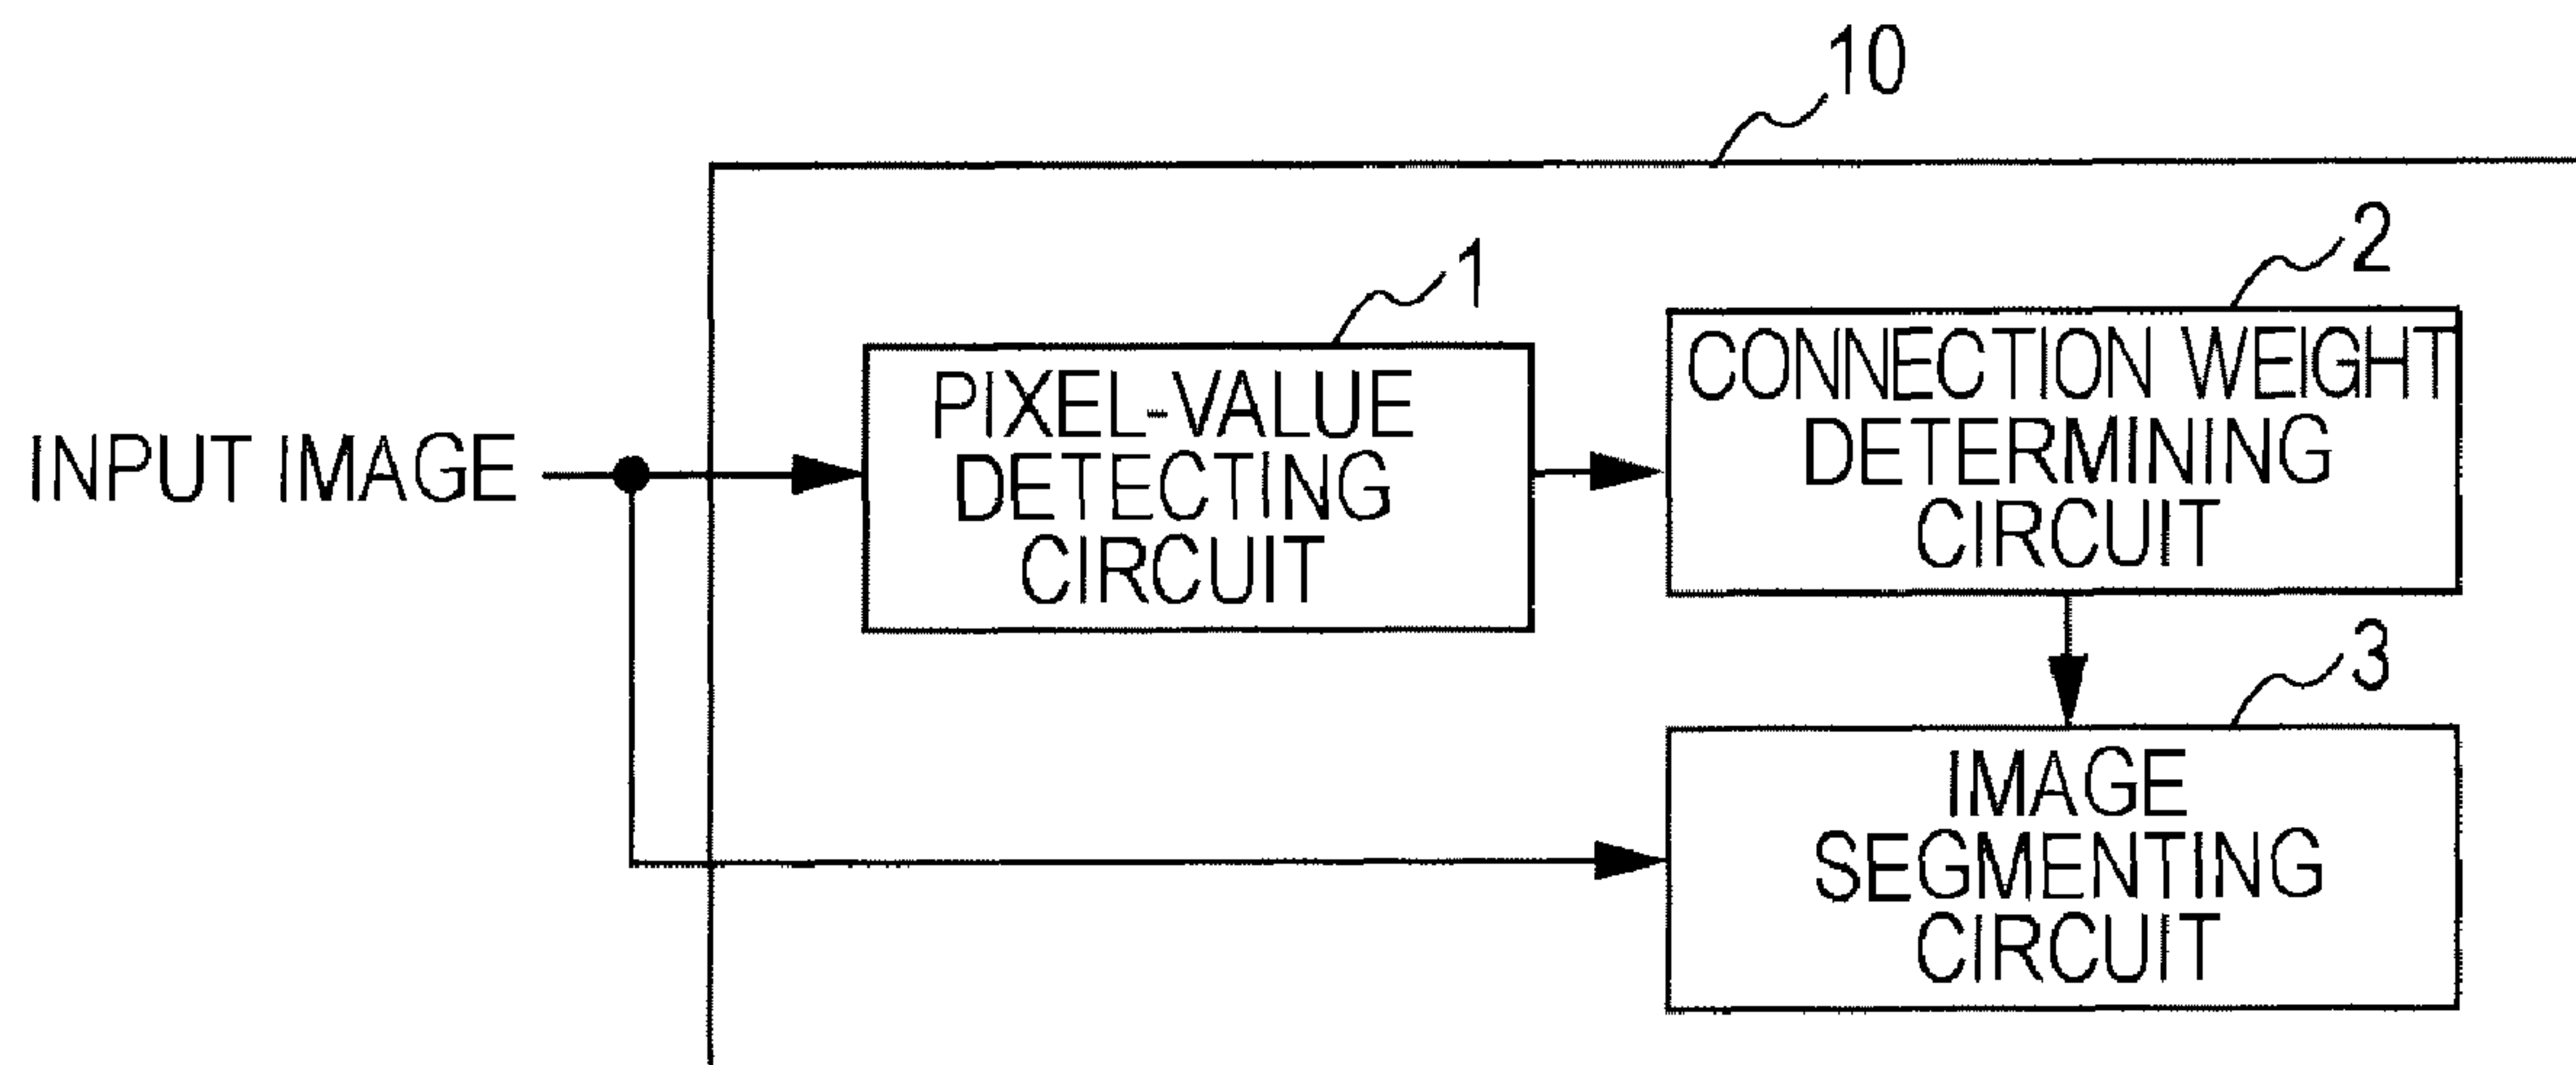 10
1
2
PIXEL-VALUE
DETECTING
CIRCUIT
CONNECTION WEIGHT
DETERMINING
CIRCUIT
INPUT IMAGE
3
IMAGE
SEGMENTING
CIRCUIT